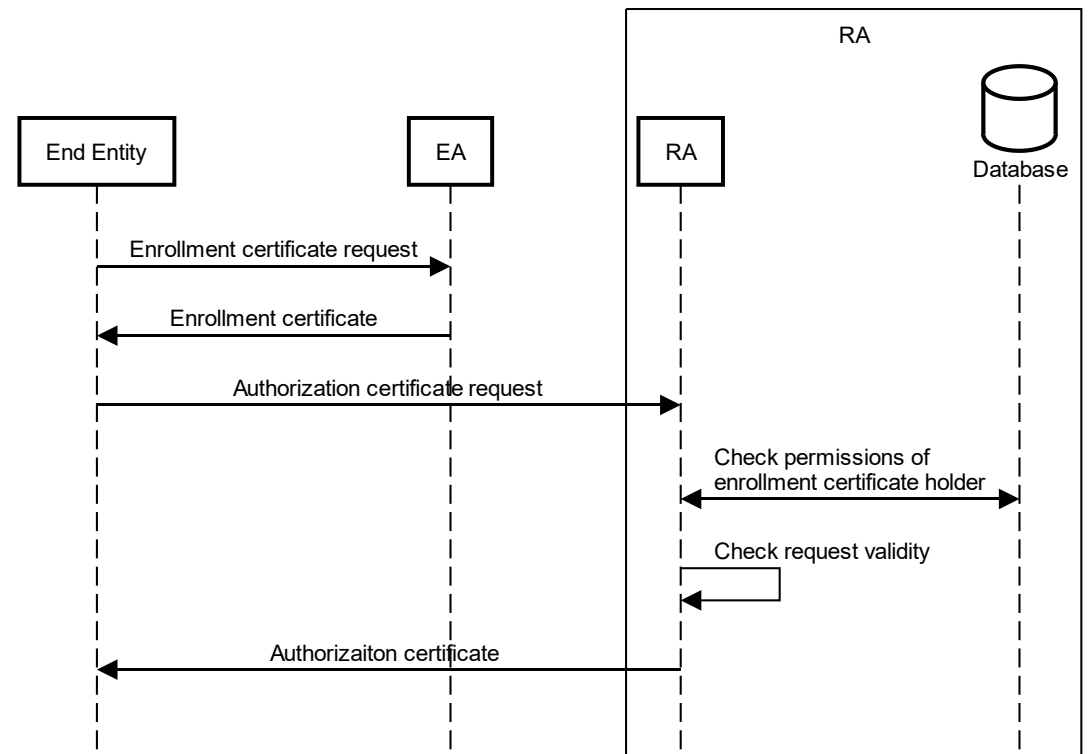 RA
End Entity
EA
RA
Database
Enrollment certificate request
Enrollment certificate
Authorization certificate request
Check permissions of
enrollment certificate holder
Check request validity
Authorizaiton certificate